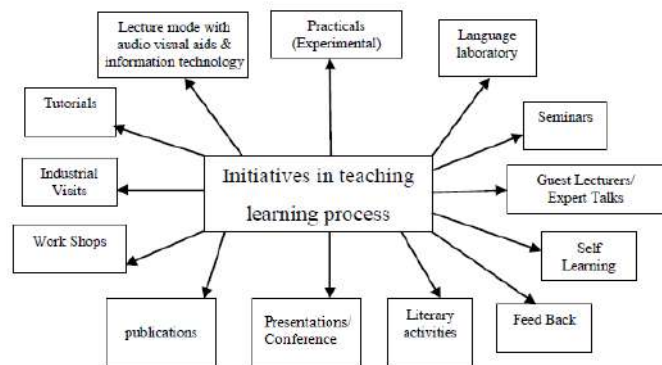 Lecture mode with
audio visual aids &
information technology
Practicals
(Experimental)
Language
laboratory
Tutorials
Seminars
Initiatives in teaching
learning process
Industrial
Visits
Guest Lecturers/
Expert Talks
Work Shops
Self
Learning
publications
Presentations/
Conference
Literary
activities
Feed Back